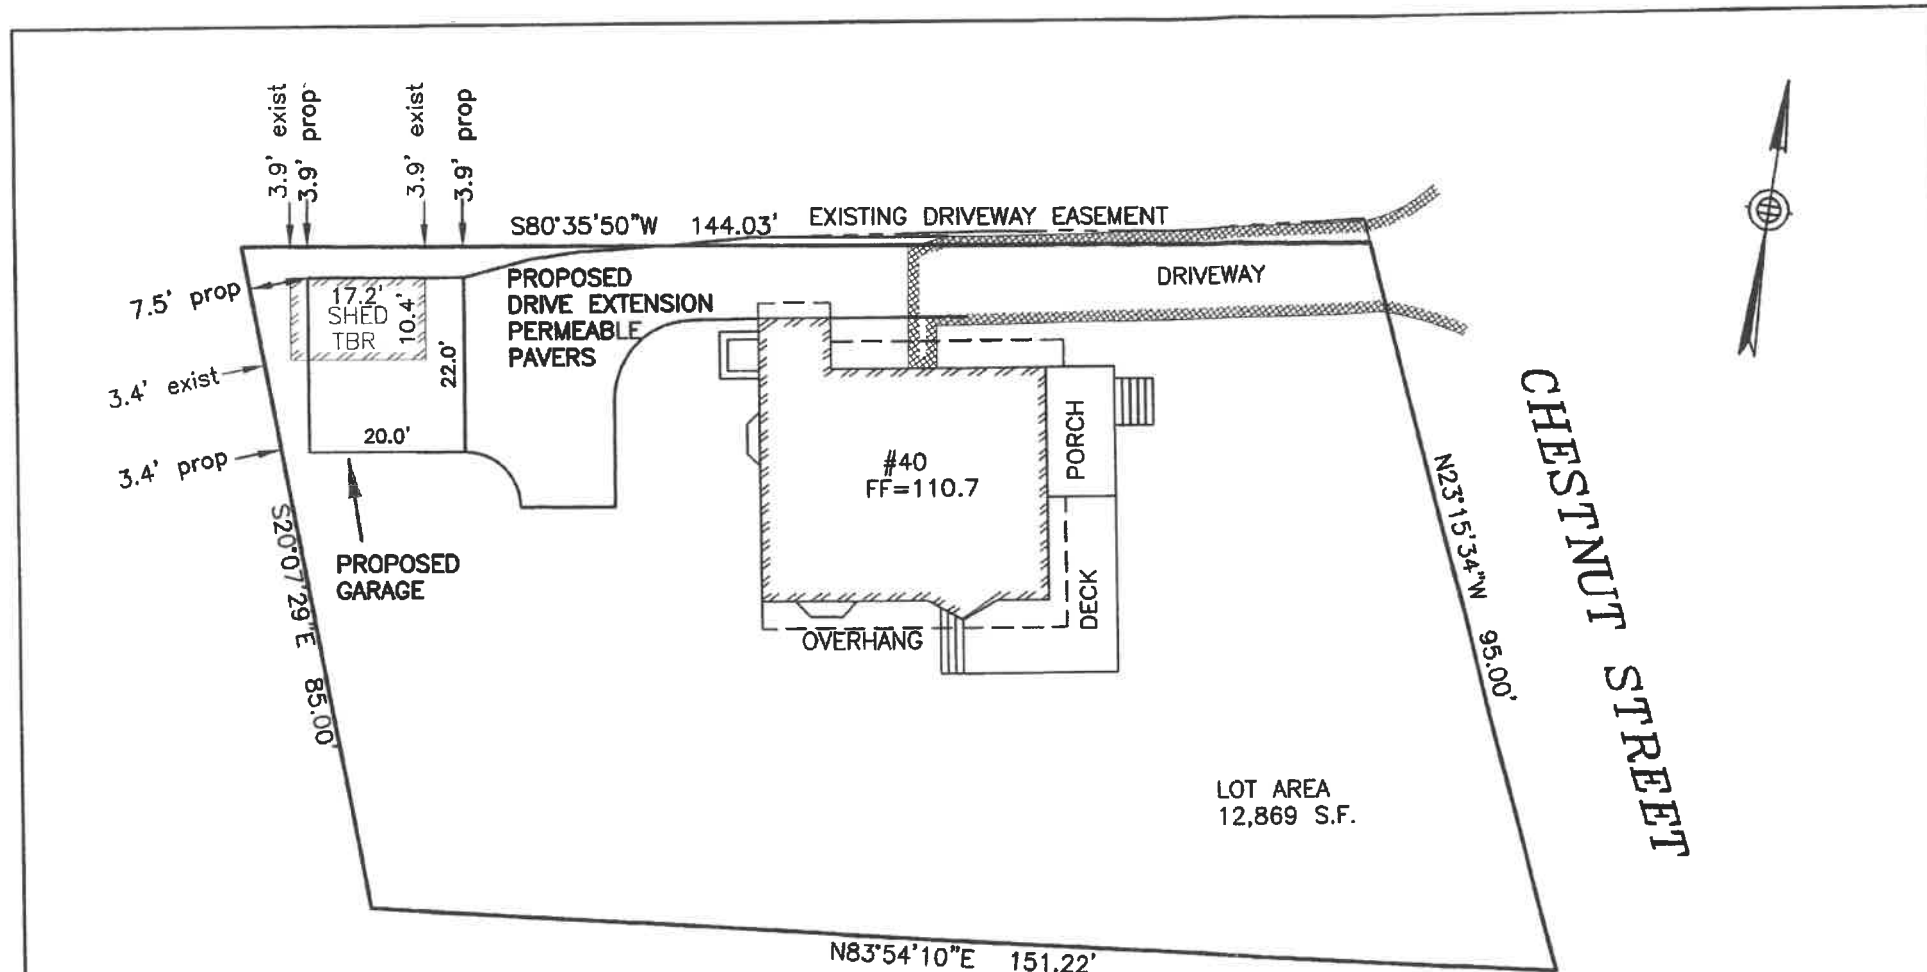 3.9' exist
3.9' prop
3.9' exist
3.9' prop
S80°35'50"W 144.03'
EXISTING DRIVEWAY EASEMENT
DRIVEWAY
7.5' prop
17.2'
SHED
TBR
10.4'
PROPOSED
DRIVE EXTENSION
PERMEABLE
PAVERS
22.0'
3.4' exist
20.0'
3.4' prop
PROPOSED
GARAGE
S20°07'29"E 85.00'
#40
FF=110.7
PORCH
DECK
OVERHANG
N23°15'34"W 95.00'
CHESTNUT STREET
LOT AREA
12,869 S.F.
N83°54'10"E 151.22'